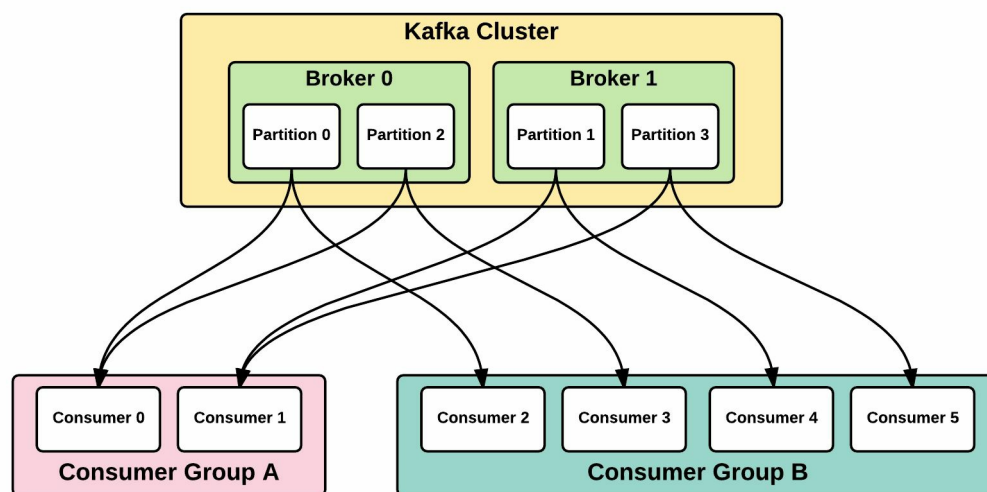 Kafka Cluster
Broker 0
Broker 1
Partition 0
Partition 2
Partition 1
Partition 3
Consumer 0
Consumer 1
Consumer 2
Consumer 3
Consumer 4
Consumer 5
Consumer Group A
Consumer Group B